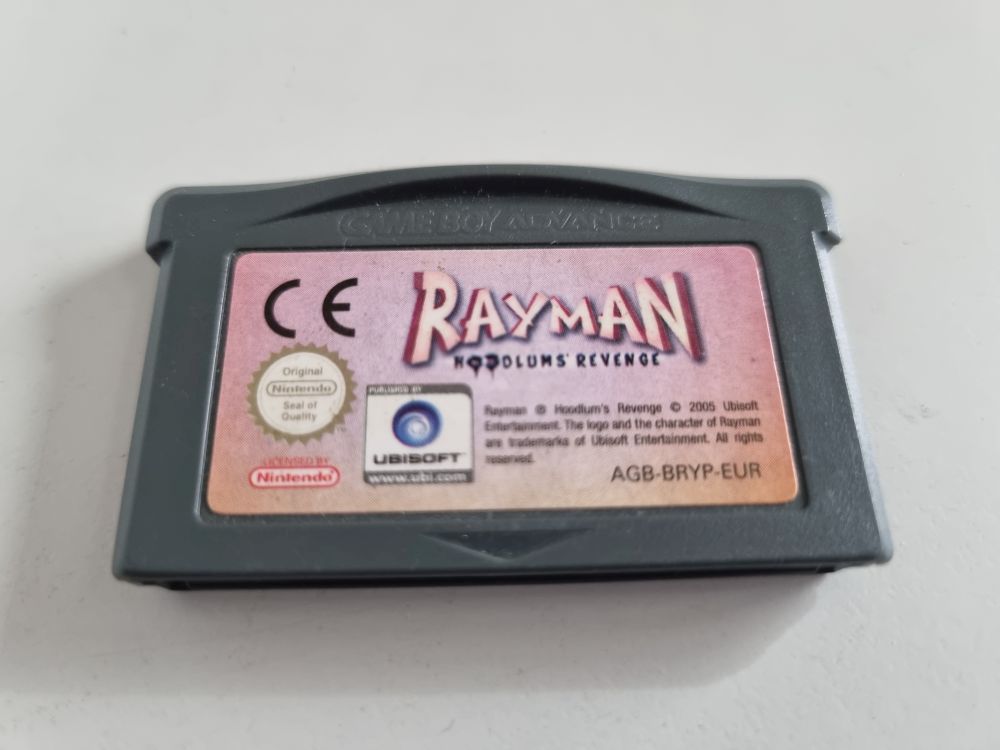 GAME BOY ADVANCE
CE
RAYMAN
HOODLUMS' REVENGE
Original
Nintendo
Seal of
Quality
LICENSED BY
Nintendo
PUBLISHED BY
UBISOFT
www.ubi.com
Rayman ® Hoodlum's Revenge © 2005 Ubisoft
Entertainment. The logo and the character of Rayman
are trademarks of Ubisoft Entertainment. All rights
reserved.
AGB-BRYP-EUR